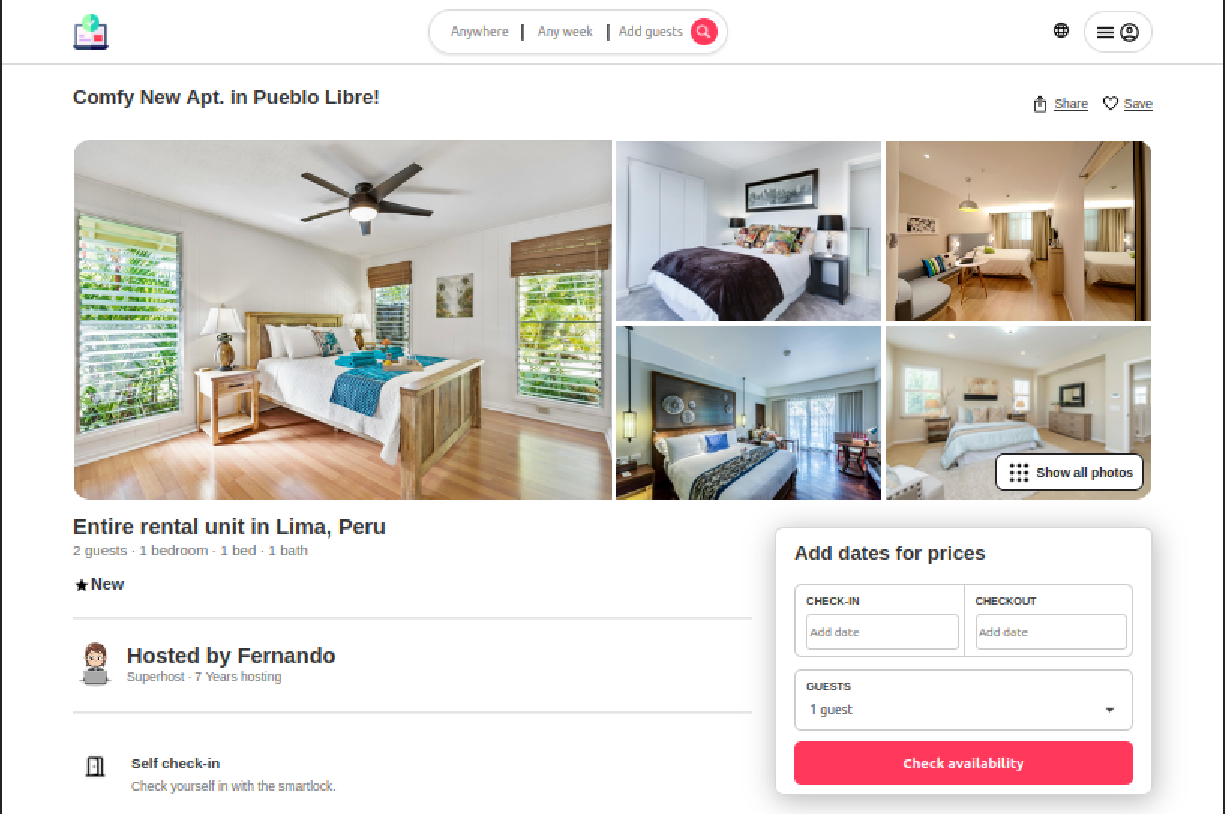 Anywhere
Any week
Add guests
Comfy New Apt. in Pueblo Libre!
Share
Save
Show all photos
Entire rental unit in Lima, Peru
2 guests · 1 bedroom · 1 bed · 1 bath
★New
Hosted by Fernando
Superhost · 7 Years hosting
Self check-in
Check yourself in with the smartlock.
Add dates for prices
CHECK-IN
Add date
CHECKOUT
Add date
GUESTS
1 guest
Check availability